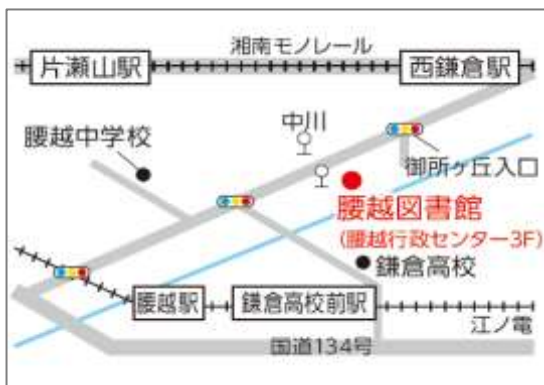 湘南モノレール
片瀬山駅
西鎌倉駅
中川
腰越中学校
御所ヶ丘入口
腰越図書館
(腰越行政センター3F)
鎌倉高校
腰越駅
鎌倉高校前駅
江ノ電
国道134号